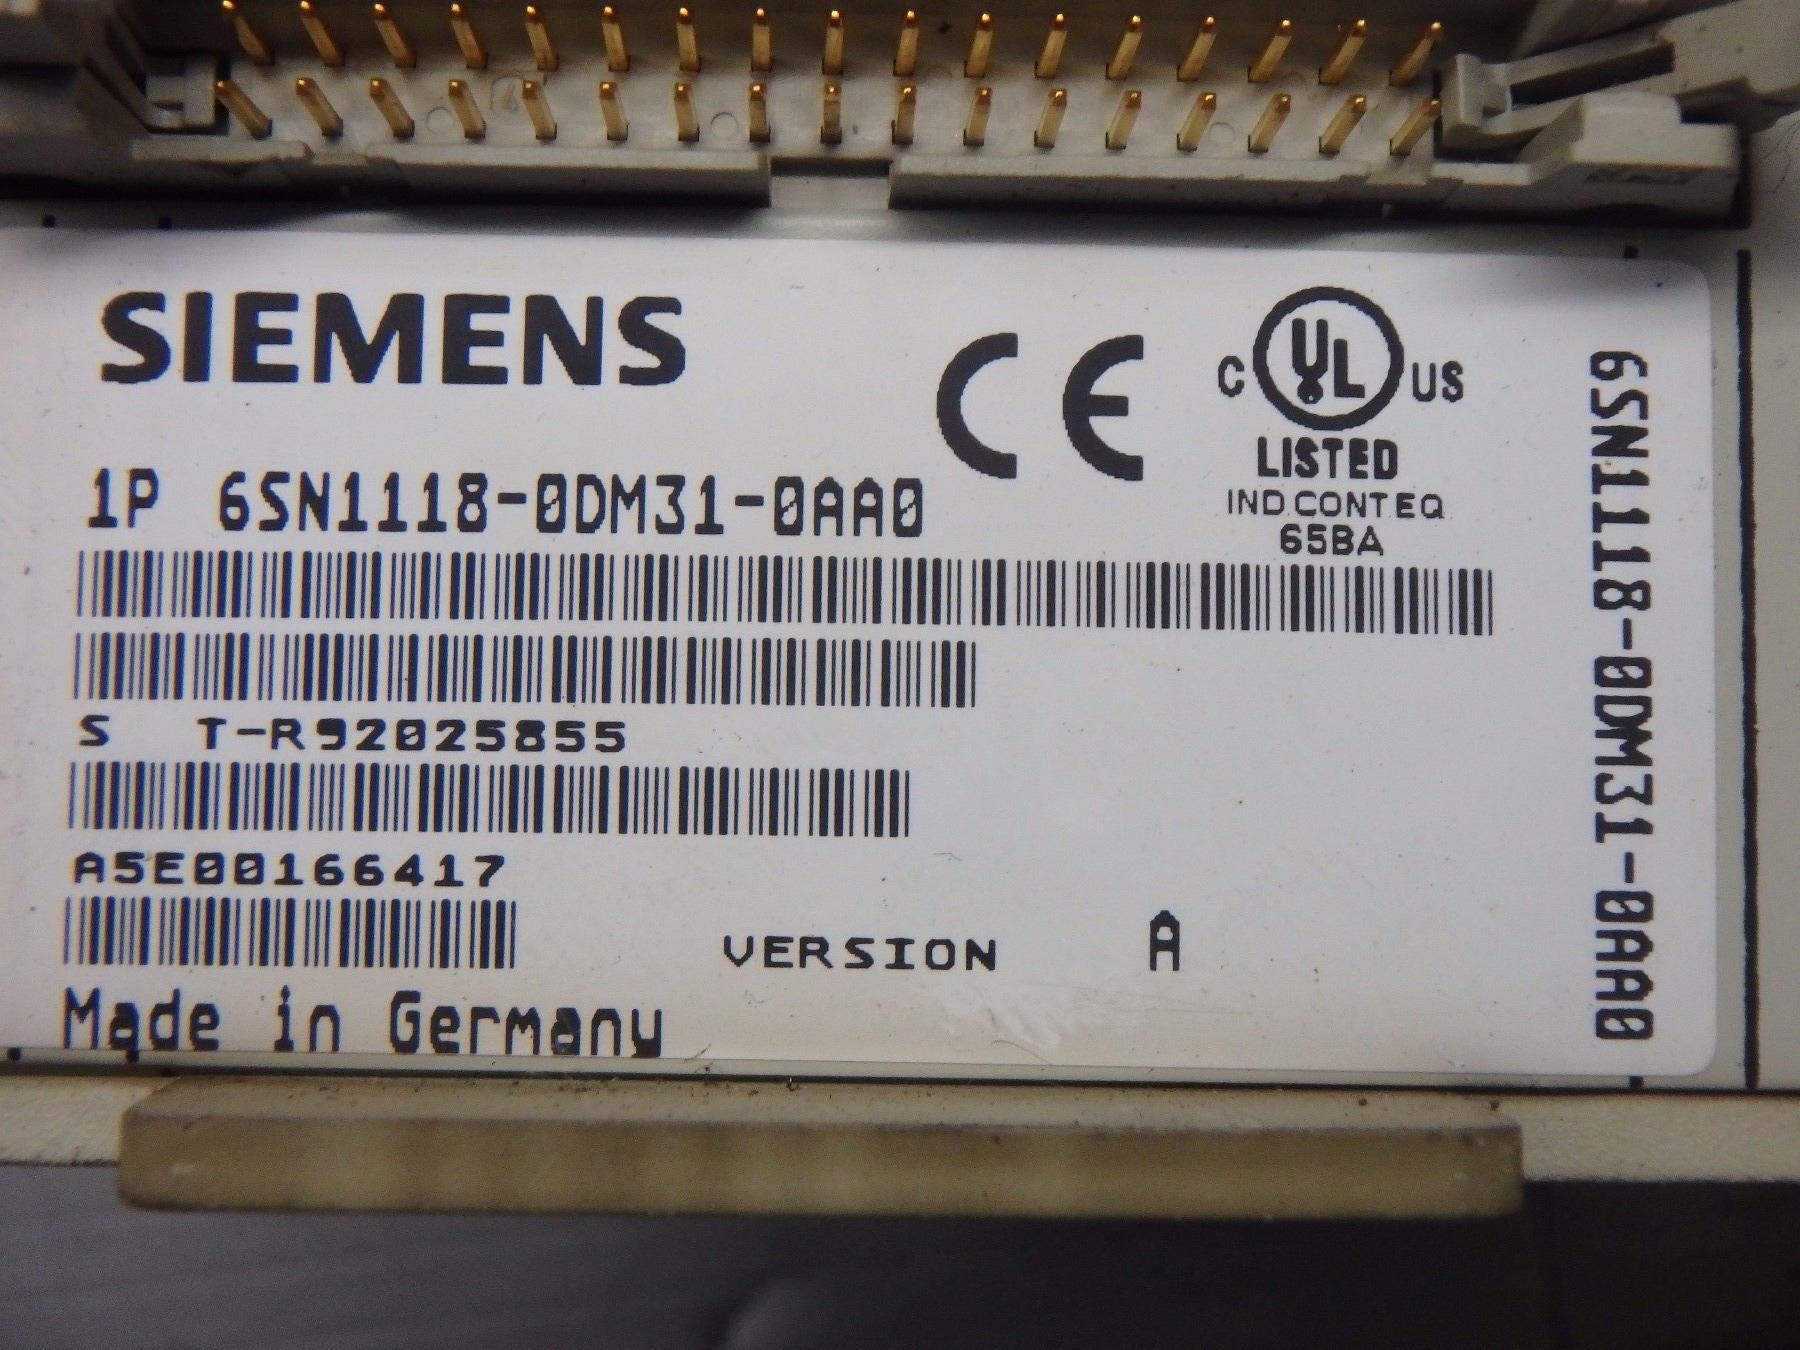 SIEMENS
CE
C UL US
LISTED
IND.CONT.EQ
65BA
1P 6SN1118-0DM31-0AA0
S T-R92025855
A5E00166417
VERSION A
Made in Germany
6SN1118-0DM31-0AA0